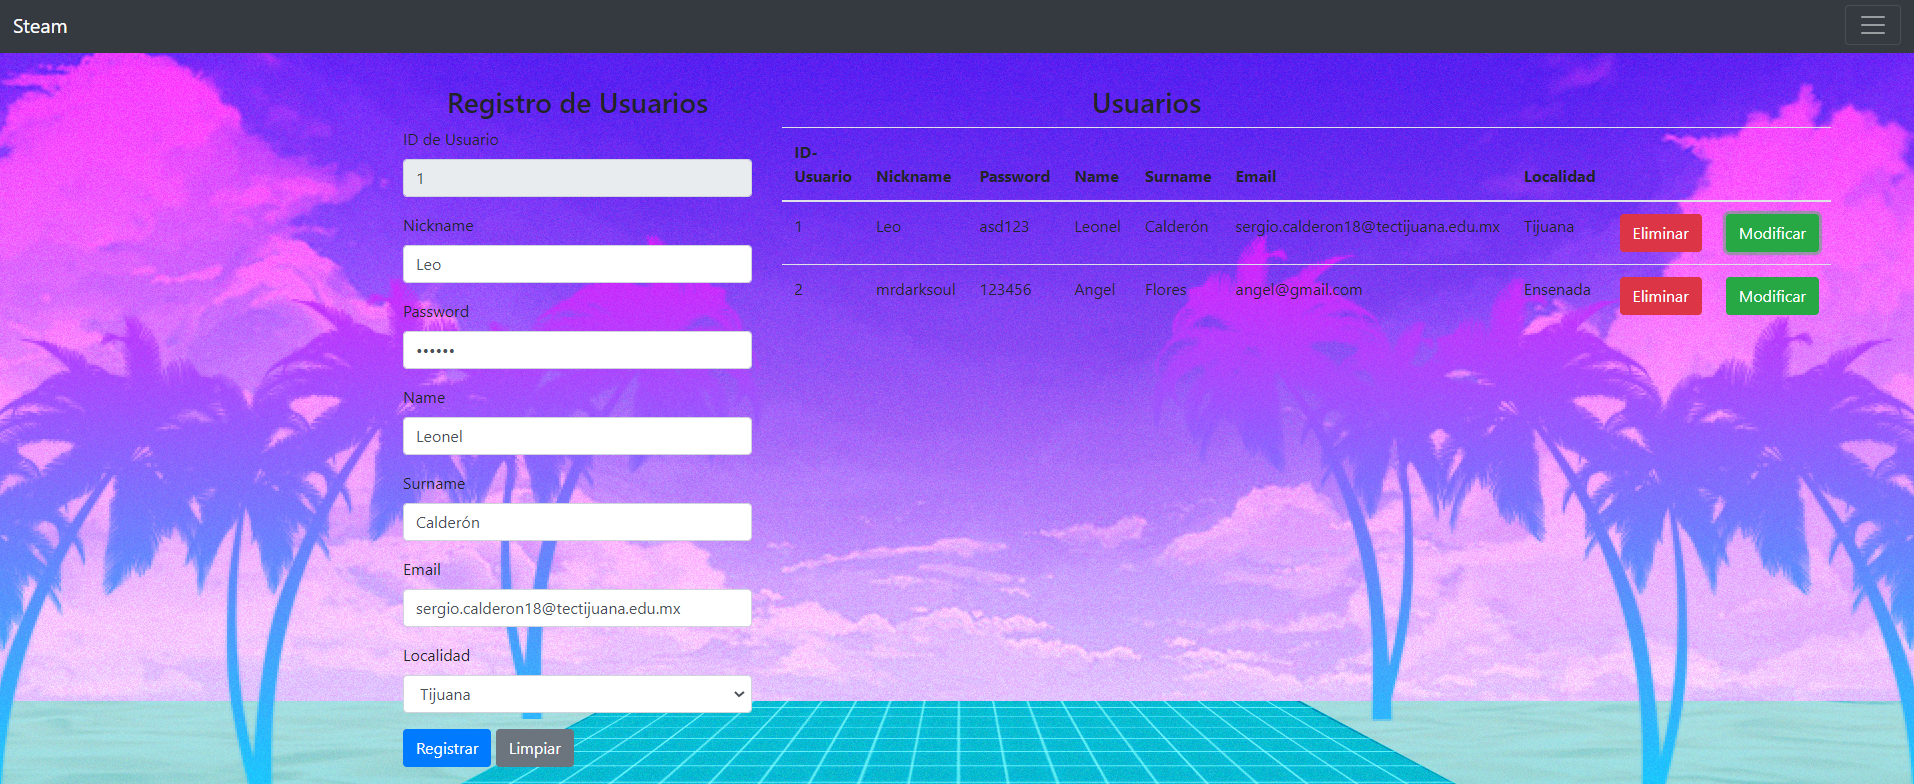 Steam
Registro de Usuarios
ID de Usuario
1
Nickname
Leo
Password
••••••
Name
Leonel
Surname
Calderón
Email
sergio.calderon18@tectijuana.edu.mx
Localidad
Tijuana
Registrar Limpiar
Usuarios
ID-
Usuario Nickname Password Name Surname Email Localidad
1 Leo asd123 Leonel Calderón sergio.calderon18@tectijuana.edu.mx Tijuana Eliminar Modificar
2 mrdarksoul 123456 Angel Flores angel@gmail.com Ensenada Eliminar Modificar